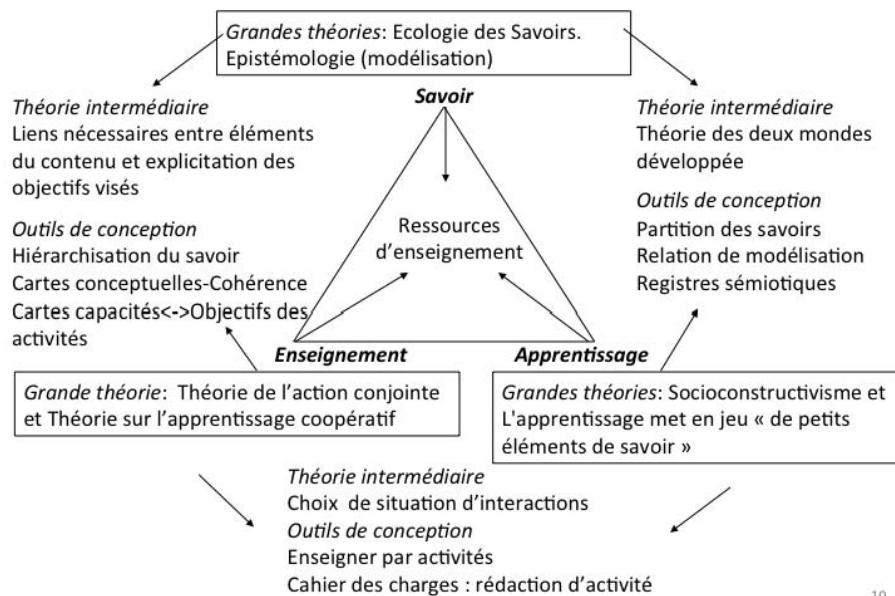 Grandes théories: Ecologie des Savoirs.
Epistémologie (modélisation)
Savoir
Théorie intermédiaire
Liens nécessaires entre éléments
du contenu et explicitation des
objectifs visés
Outils de conception
Hiérarchisation du savoir
Cartes conceptuelles-Cohérence
Cartes capacités<->Objectifs des
activités
Théorie intermédiaire
Théorie des deux mondes
développée
Outils de conception
Partition des savoirs
Relation de modélisation
Registres sémiotiques
Ressources
d’enseignement
Enseignement
Apprentissage
Grande théorie: Théorie de l’action conjointe
et Théorie sur l’apprentissage coopératif
Grandes théories: Socioconstructivisme et
L'apprentissage met en jeu « de petits
éléments de savoir »
Théorie intermédiaire
Choix de situation d’interactions
Outils de conception
Enseigner par activités
Cahier des charges : rédaction d’activité